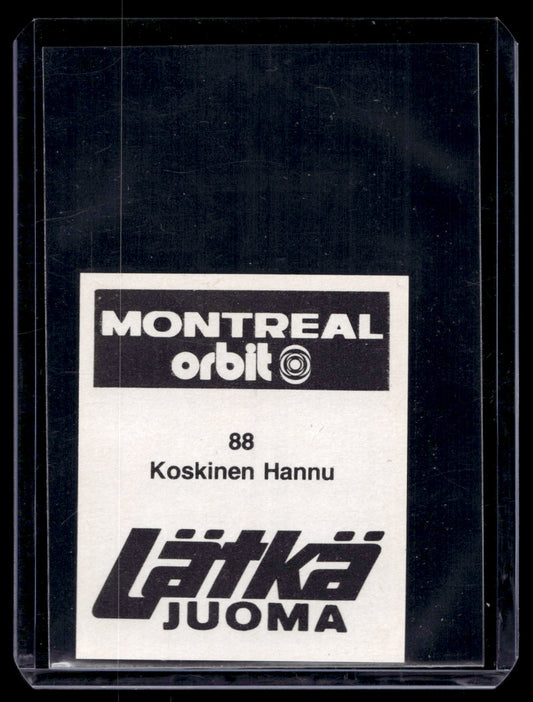 MONTREAL
orbit
88
Koskinen Hannu
Lätkä
JUOMA